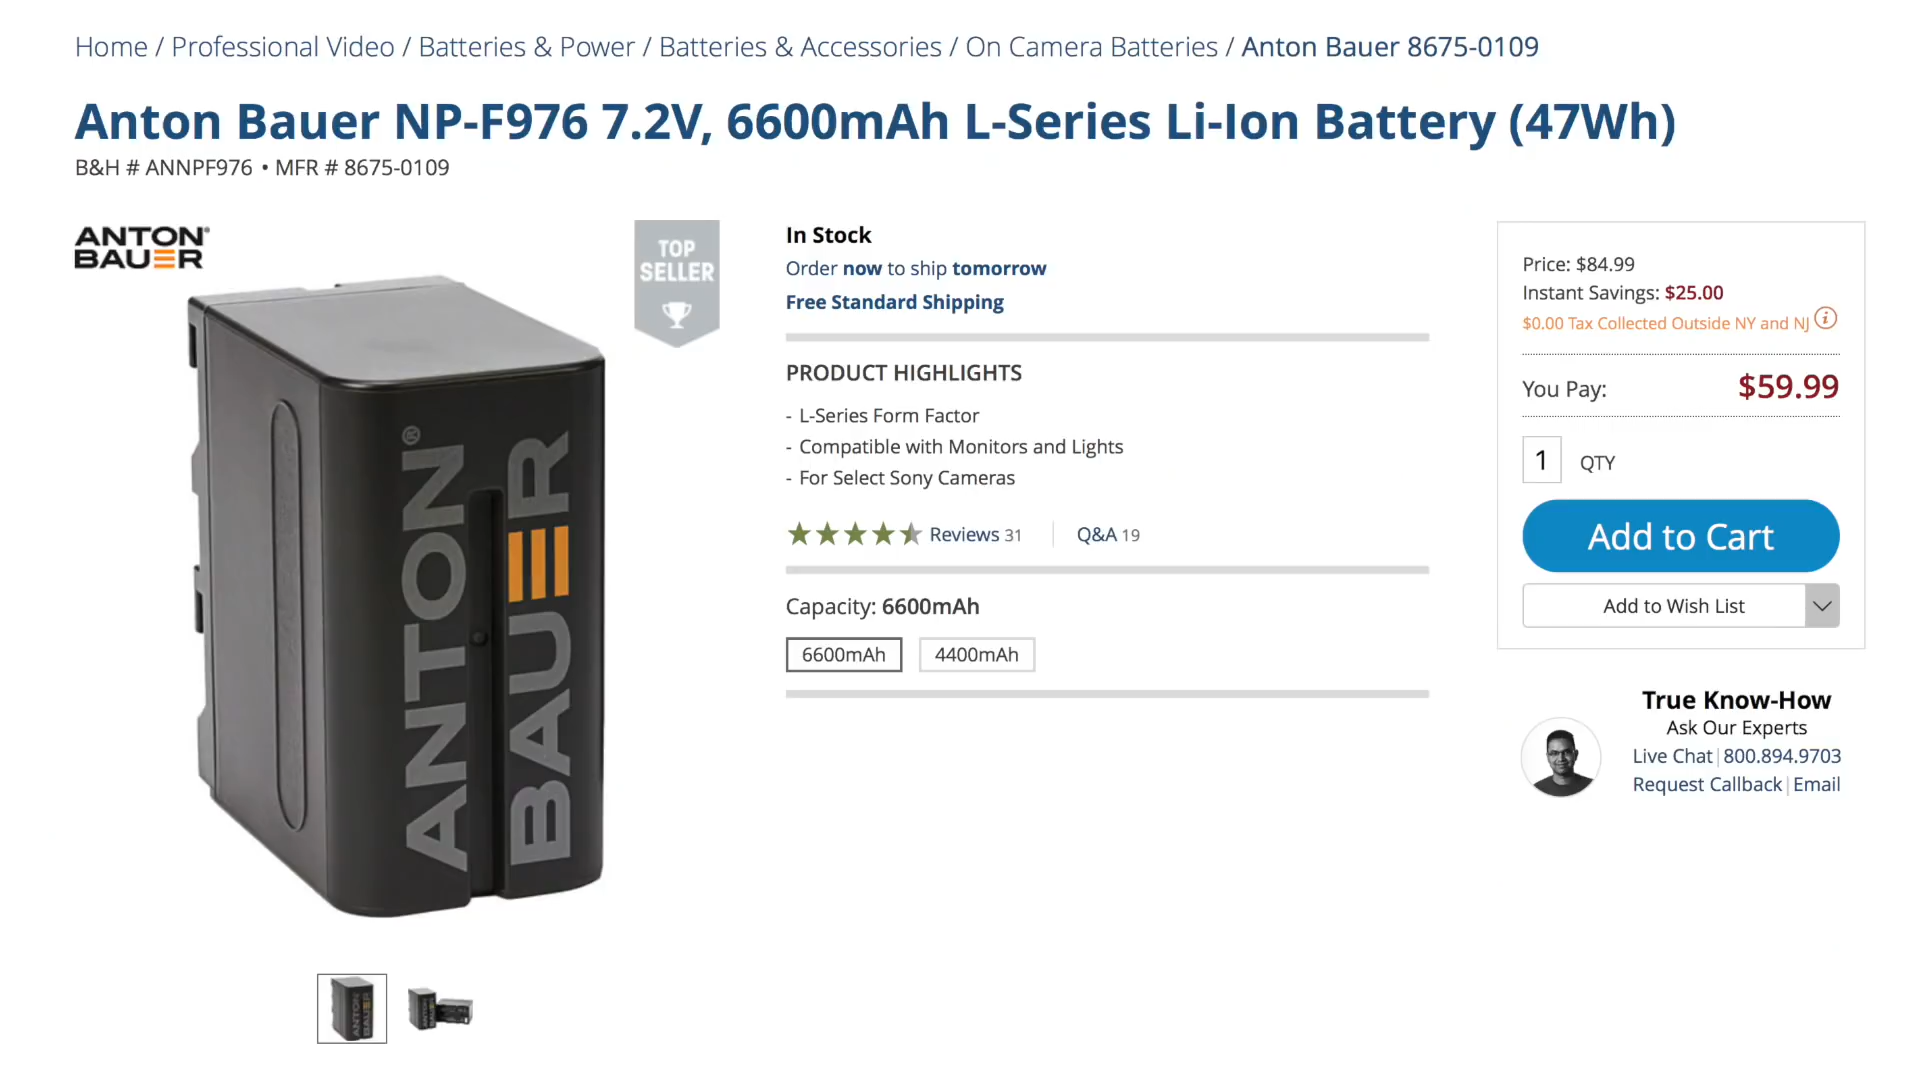 Home / Professional Video / Batteries & Power / Batteries & Accessories / On Camera Batteries / Anton Bauer 8675-0109
Anton Bauer NP-F976 7.2V, 6600mAh L-Series Li-Ion Battery (47Wh)
B&H # ANNPF976 • MFR # 8675-0109
ANTON®
BAUER
TOP
SELLER
ANTON®
BAUER
In Stock
Order now to ship tomorrow
Free Standard Shipping
PRODUCT HIGHLIGHTS
- L-Series Form Factor
- Compatible with Monitors and Lights
- For Select Sony Cameras
Reviews 31
Q&A 19
Capacity: 6600mAh
6600mAh
4400mAh
Price: $84.99
Instant Savings: $25.00
$0.00 Tax Collected Outside NY and NJ i
You Pay: $59.99
1 QTY
Add to Cart
Add to Wish List
True Know-How
Ask Our Experts
Live Chat | 800.894.9703
Request Callback | Email
ANTON
BAUER